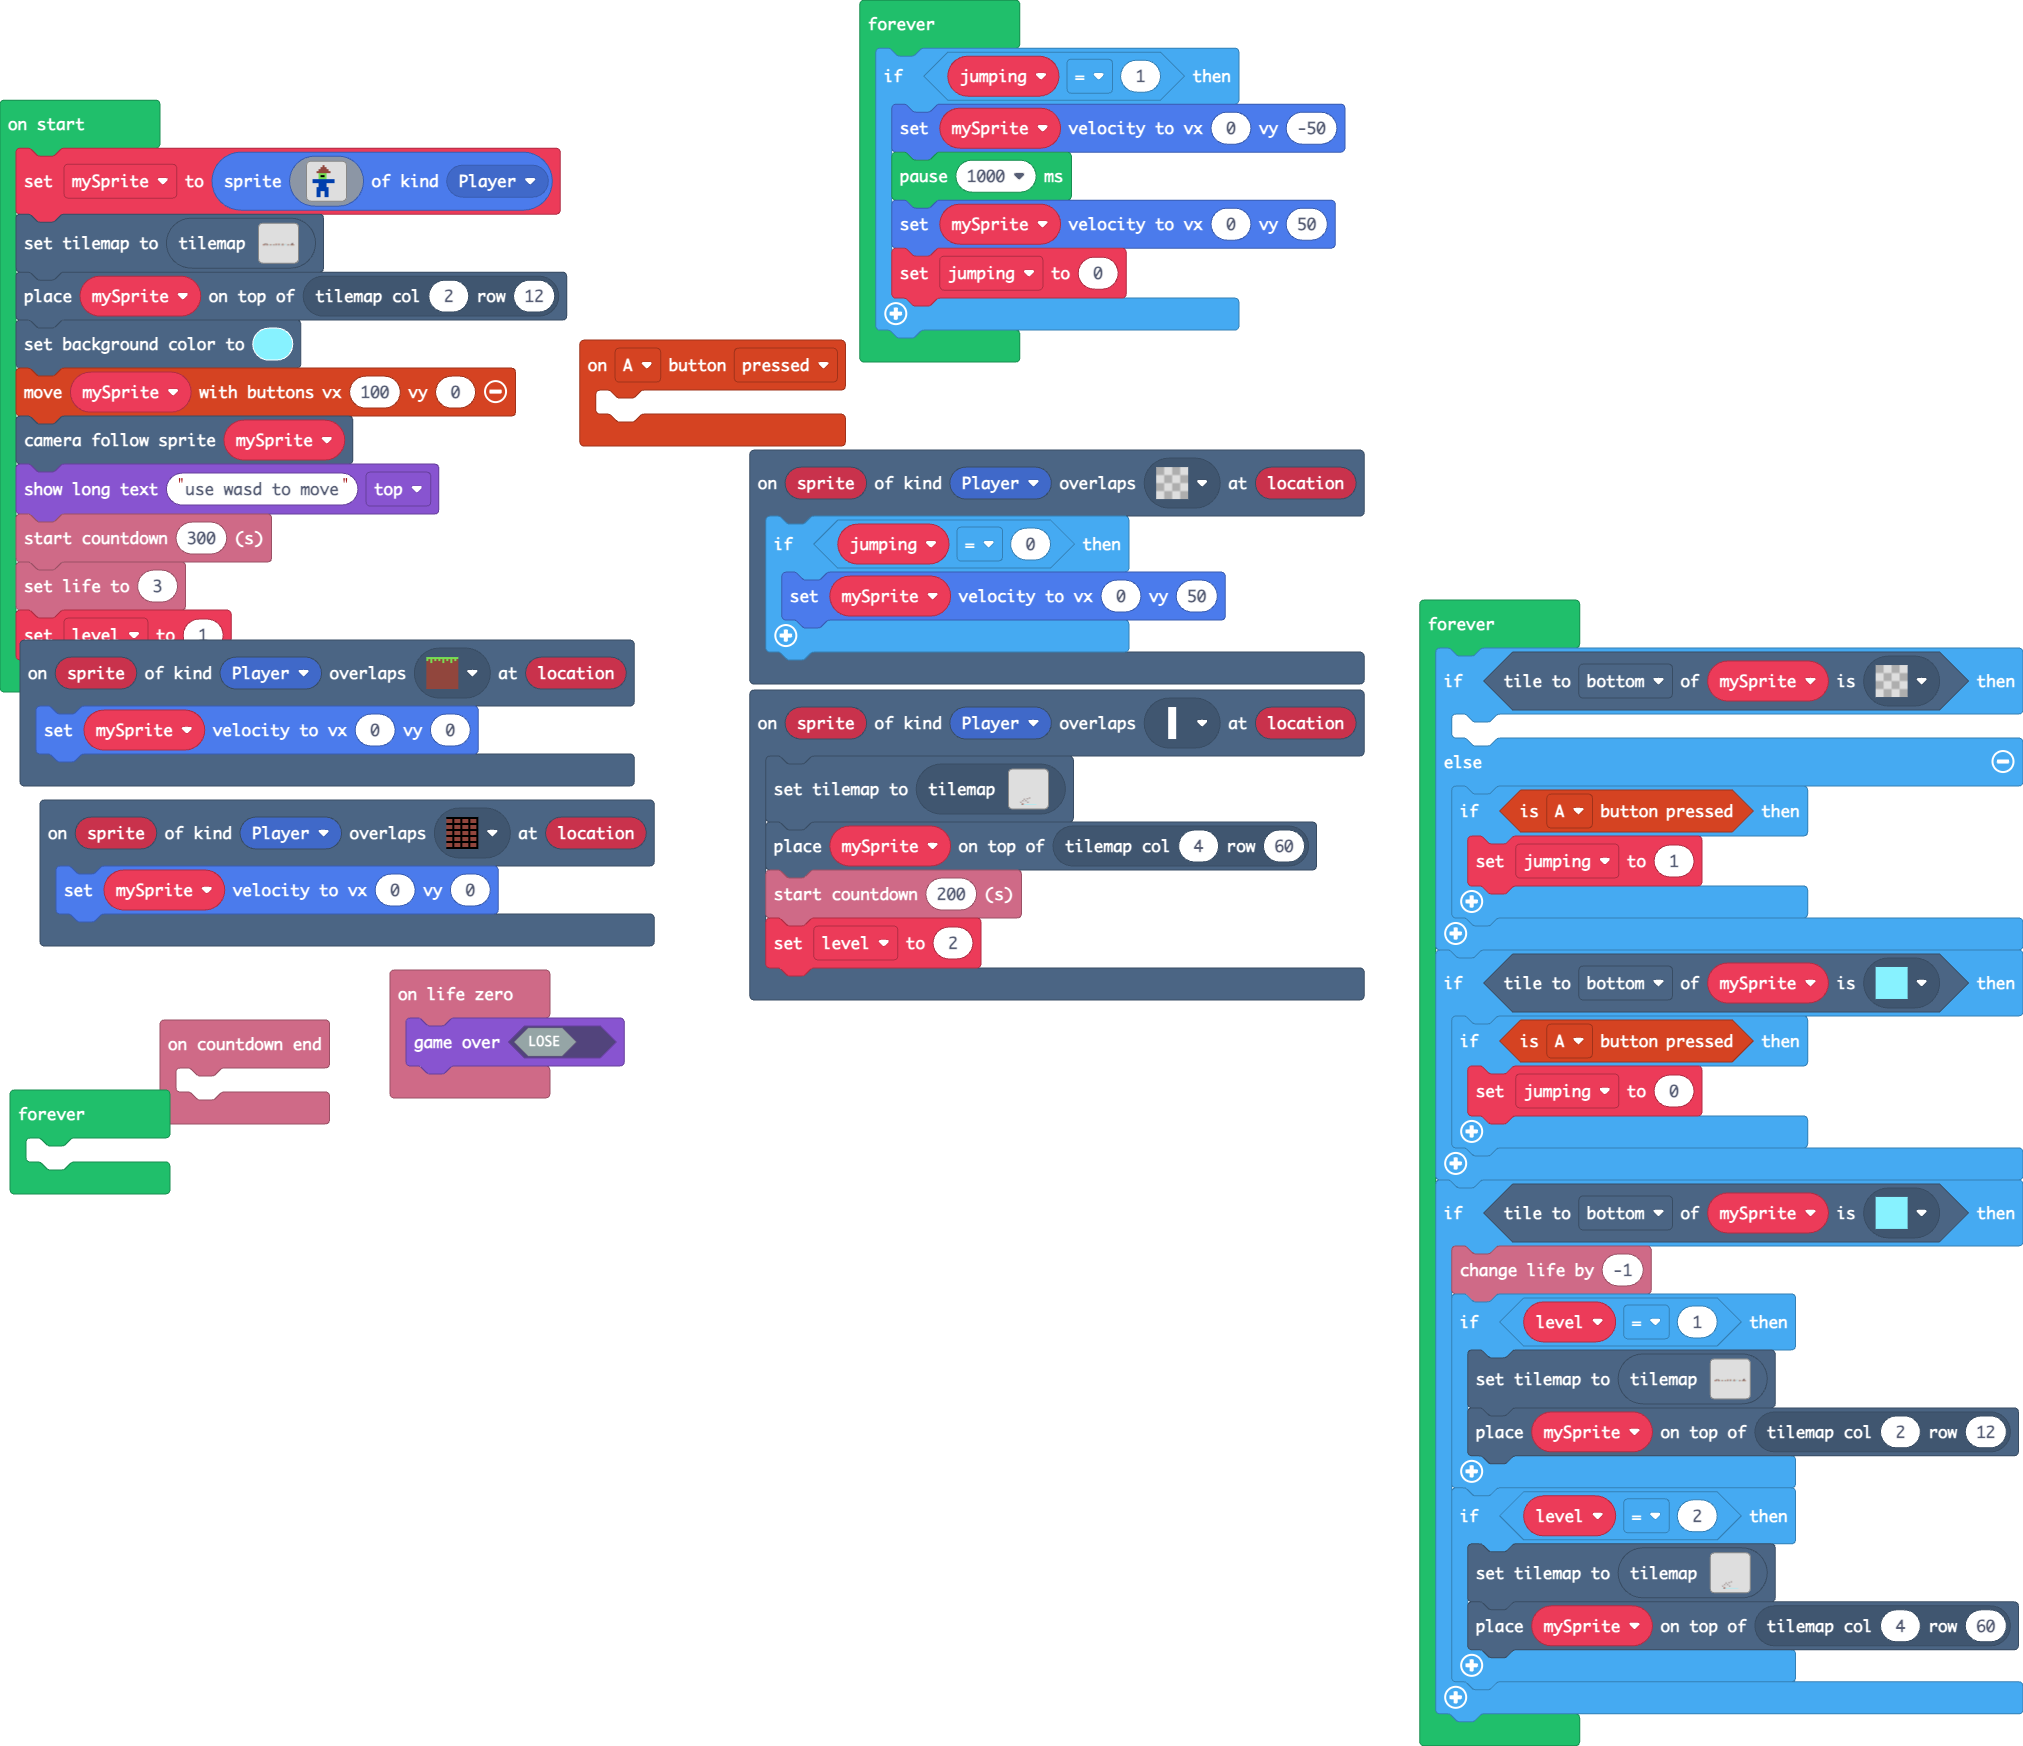 on start
set mySprite to sprite of kind Player
set tilemap to tilemap
place mySprite on top of tilemap col 2 row 12
set background color to
move mySprite with buttons vx 100 vy 0
camera follow sprite mySprite
show long text "use wasd to move" top
start countdown 300 (s)
set life to 3
set level to 1
on sprite of kind Player overlaps at location
set mySprite velocity to vx 0 vy 0
on sprite of kind Player overlaps at location
set mySprite velocity to vx 0 vy 0
on countdown end
forever
on life zero
game over LOSE
on A button pressed
forever
if jumping = 1 then
set mySprite velocity to vx 0 vy -50
pause 1000 ms
set mySprite velocity to vx 0 vy 50
set jumping to 0
on sprite of kind Player overlaps at location
if jumping = 0 then
set mySprite velocity to vx 0 vy 50
on sprite of kind Player overlaps at location
set tilemap to tilemap
place mySprite on top of tilemap col 4 row 60
start countdown 200 (s)
set level to 2
forever
if tile to bottom of mySprite is then
else
if is A button pressed then
set jumping to 1
if tile to bottom of mySprite is then
if is A button pressed then
set jumping to 0
if tile to bottom of mySprite is then
change life by -1
if level = 1 then
set tilemap to tilemap
place mySprite on top of tilemap col 2 row 12
if level = 2 then
set tilemap to tilemap
place mySprite on top of tilemap col 4 row 60